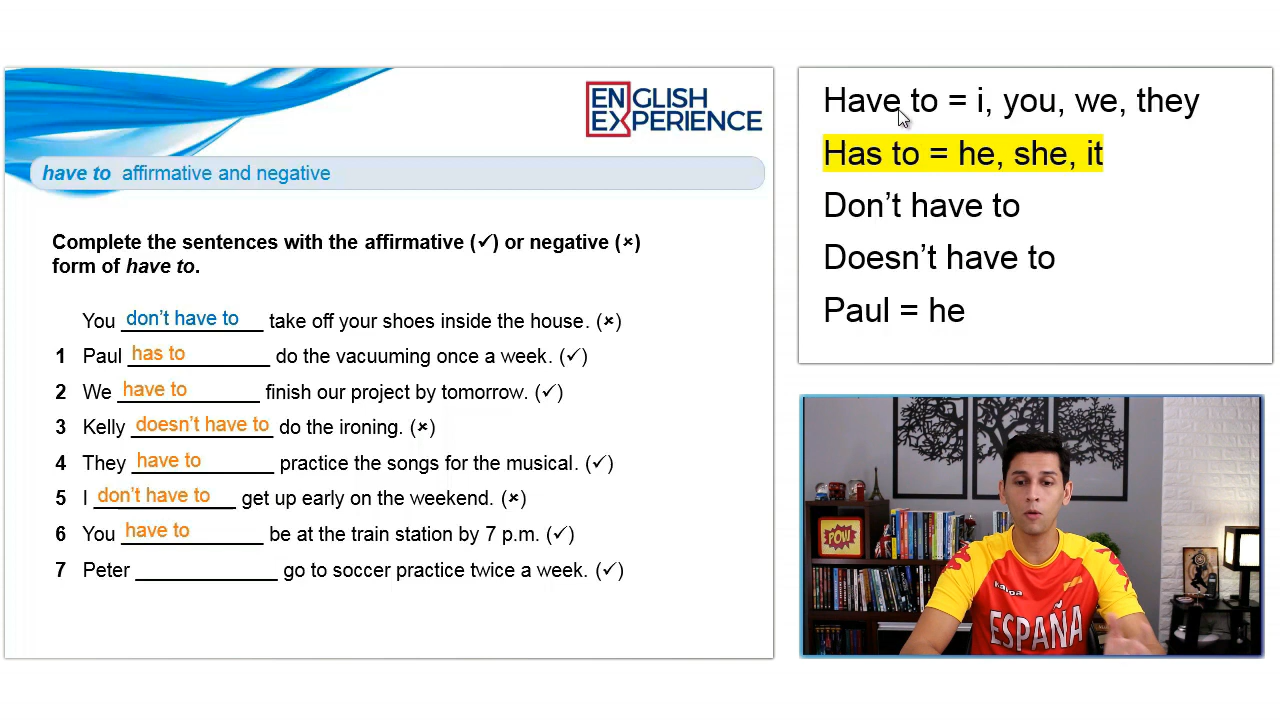 ENGLISH
EXPERIENCE
have to affirmative and negative
Complete the sentences with the affirmative (✓) or negative (×)
form of have to.
You don't have to take off your shoes inside the house. (×)
1 Paul has to do the vacuuming once a week. (✓)
2 We have to finish our project by tomorrow. (✓)
3 Kelly doesn't have to do the ironing. (×)
4 They have to practice the songs for the musical. (✓)
5 I don't have to get up early on the weekend. (×)
6 You have to be at the train station by 7 p.m. (✓)
7 Peter ____________ go to soccer practice twice a week. (✓)
Have to = i, you, we, they
Has to = he, she, it
Don't have to
Doesn't have to
Paul = he
POW
Kappa
ESPAÑA